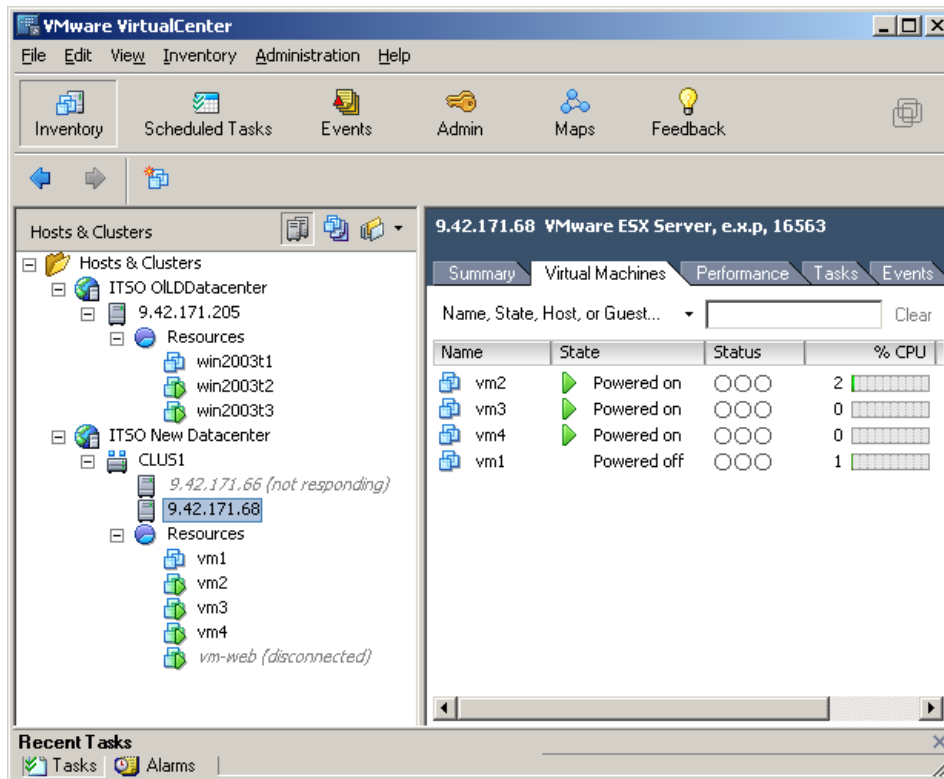 VMware VirtualCenter
File Edit View Inventory Administration Help
Inventory Scheduled Tasks Events Admin Maps Feedback
Hosts & Clusters
Hosts & Clusters
ITSO OlLDDatacenter
9.42.171.205
Resources
win2003t1
win2003t2
win2003t3
ITSO New Datacenter
CLUS1
9.42.171.66 (not responding)
9.42.171.68
Resources
vm1
vm2
vm3
vm4
vm-web (disconnected)
9.42.171.68 VMware ESX Server, e.x.p, 16563
Summary Virtual Machines Performance Tasks Events
Name, State, Host, or Guest... Clear
Name State Status % CPU
vm2 Powered on 2
vm3 Powered on 0
vm4 Powered on 0
vm1 Powered off 1
Recent Tasks
Tasks Alarms